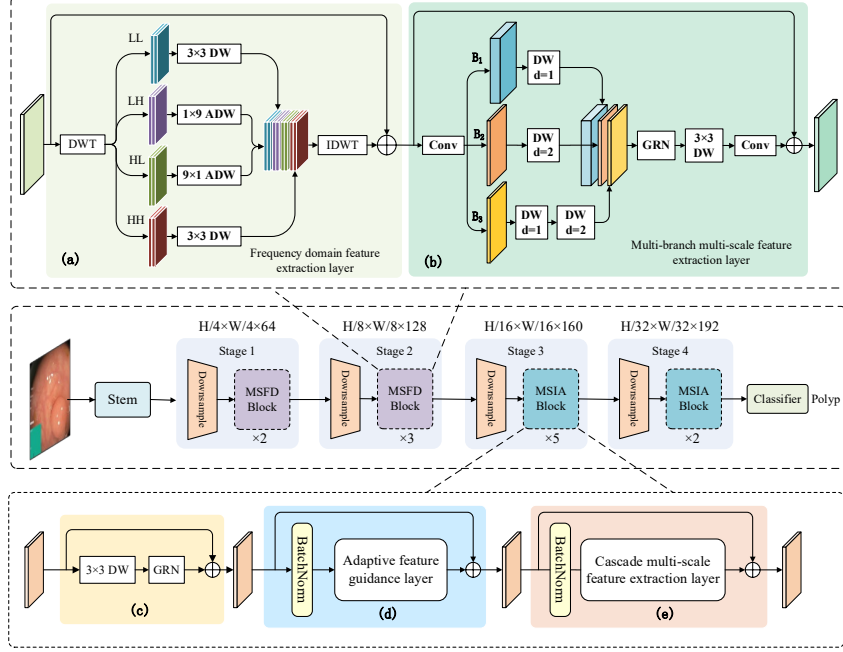 LL
3×3 DW
LH
1×9 ADW
DWT
HL
9×1 ADW
IDWT
HH
3×3 DW
(a)
Frequency domain feature
extraction layer
B1
DW
d=1
Conv
B2
DW
d=2
GRN
3×3
DW
Conv
B3
DW
d=1
DW
d=2
(b)
Multi-branch multi-scale feature
extraction layer
H/4×W/4×64
H/8×W/8×128
H/16×W/16×160
H/32×W/32×192
Stem
Stage 1
Downsample
MSFD
Block
×2
Stage 2
Downsample
MSFD
Block
×3
Stage 3
Downsample
MSIA
Block
×5
Stage 4
Downsample
MSIA
Block
×2
Classifier
Polyp
3×3 DW
GRN
(c)
BatchNorm
Adaptive feature
guidance layer
(d)
BatchNorm
Cascade multi-scale
feature extraction layer
(e)